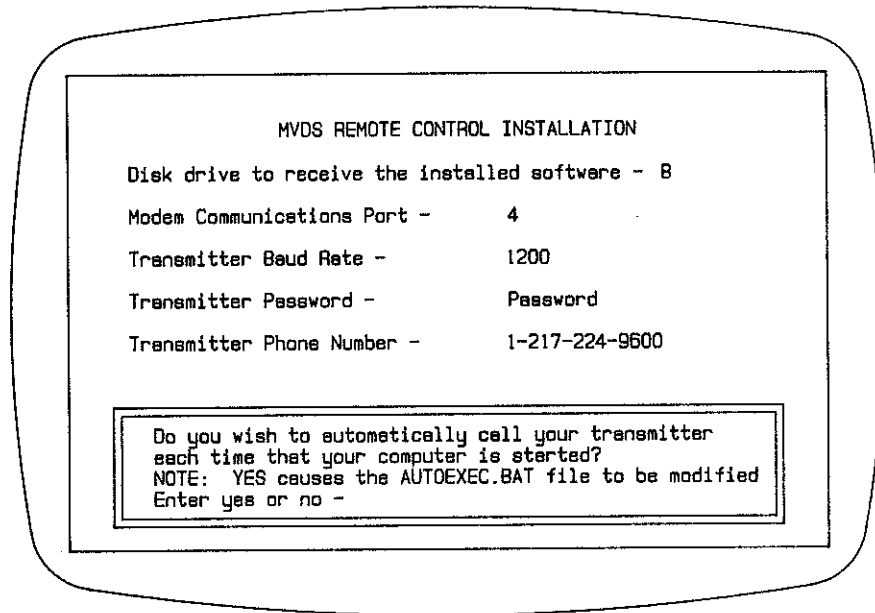 MVDS REMOTE CONTROL INSTALLATION
Disk drive to receive the installed software - B
Modem Communications Port - 4
Transmitter Baud Rate - 1200
Transmitter Password - Password
Transmitter Phone Number - 1-217-224-9600
Do you wish to automatically call your transmitter
each time that your computer is started?
NOTE: YES causes the AUTOEXEC.BAT file to be modified
Enter yes or no -